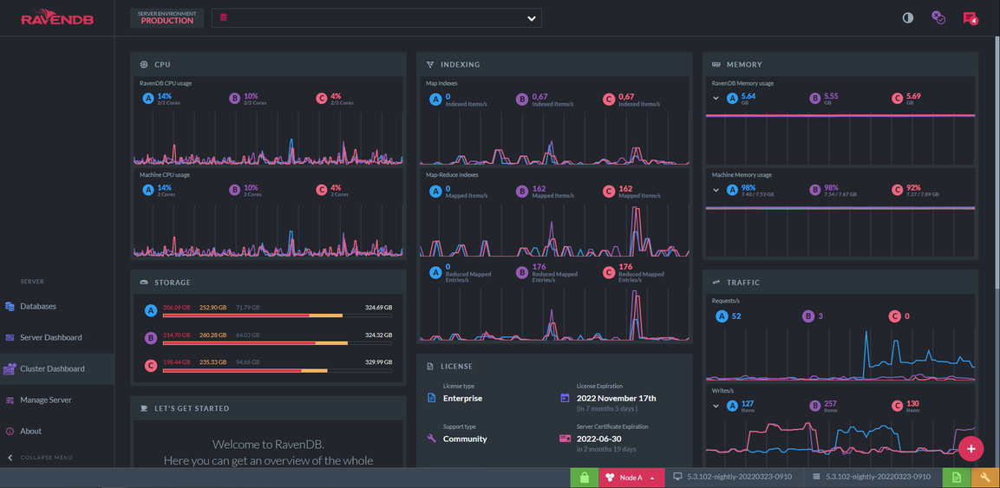 RAVENDB
SERVER ENVIRONMENT
PRODUCTION
4
SERVER
Databases
Server Dashboard
Cluster Dashboard
Manage Server
About
COLLAPSE MENU
CPU
RavenDB CPU usage
A 14% 2/2 Cores
B 10% 2/2 Cores
C 4% 2/2 Cores
Machine CPU usage
A 14% 2 Cores
B 10% 2 Cores
C 4% 2 Cores
STORAGE
A 206.09 GB 252.90 GB 71.79 GB 324.69 GB
B 214.70 GB 260.28 GB 64.03 GB 324.32 GB
C 198.44 GB 235.33 GB 94.66 GB 329.99 GB
LET'S GET STARTED
Welcome to RavenDB.
Here you can get an overview of the whole
INDEXING
Map Indexes
A 0 Indexed Items/s
B 0,67 Indexed Items/s
C 0,67 Indexed Items/s
Map-Reduce Indexes
A 0 Mapped Items/s
B 162 Mapped Items/s
C 162 Mapped Items/s
A 0 Reduced Mapped Entries/s
B 176 Reduced Mapped Entries/s
C 176 Reduced Mapped Entries/s
LICENSE
License type
Enterprise
License Expiration
2022 November 17th
(in 7 months 5 days )
Support type
Community
Server Certificate Expiration
2022-06-30
in 2 months 19 days
MEMORY
RavenDB Memory usage
A 5.64 GB
B 5.55 GB
C 5.69 GB
Machine Memory usage
A 98% 7.40 / 7.53 GB
B 98% 7.54 / 7.67 GB
C 92% 7.27 / 7.89 GB
TRAFFIC
Requests/s
A 52
B 3
C 0
Writes/s
A 127 Items
B 257 Items
C 130 Items
+
Node A
5.3.102-nightly-20220323-0910
5.3.102-nightly-20220323-0910